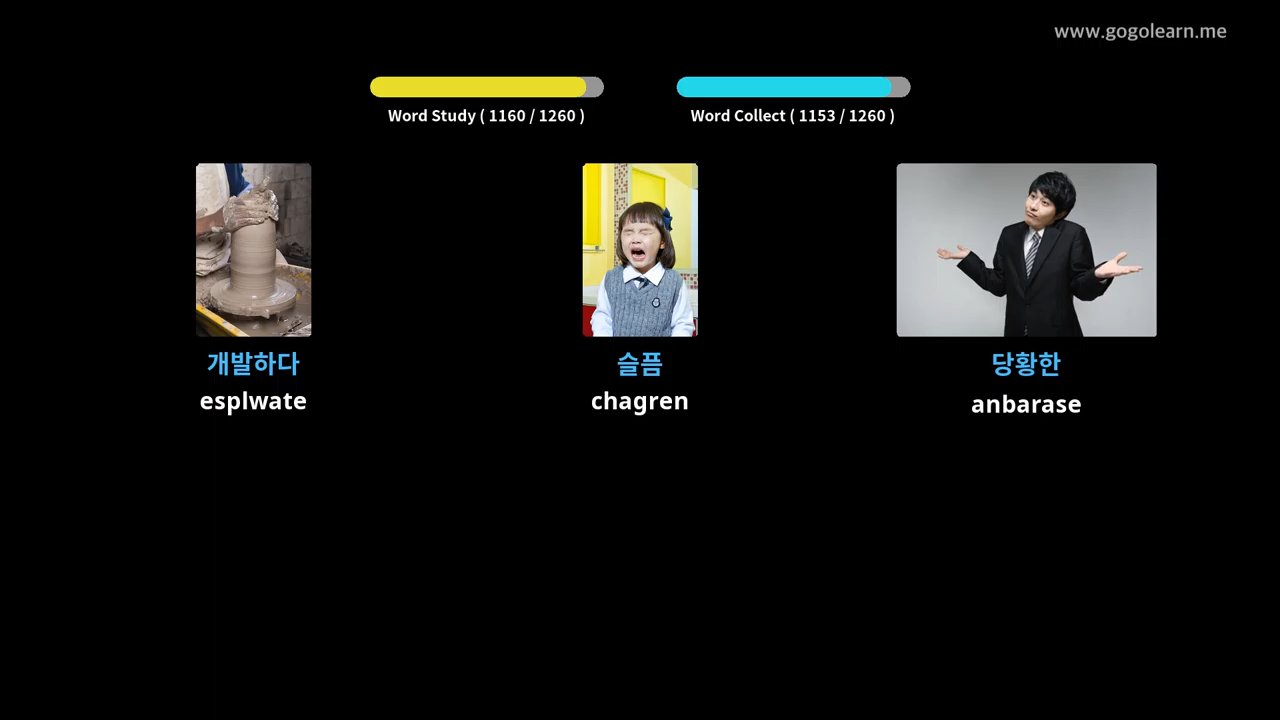 www.gogolearn.me
Word Study ( 1160 / 1260 )
Word Collect ( 1153 / 1260 )
개발하다
esplwate
슬픔
chagren
당황한
anbarase